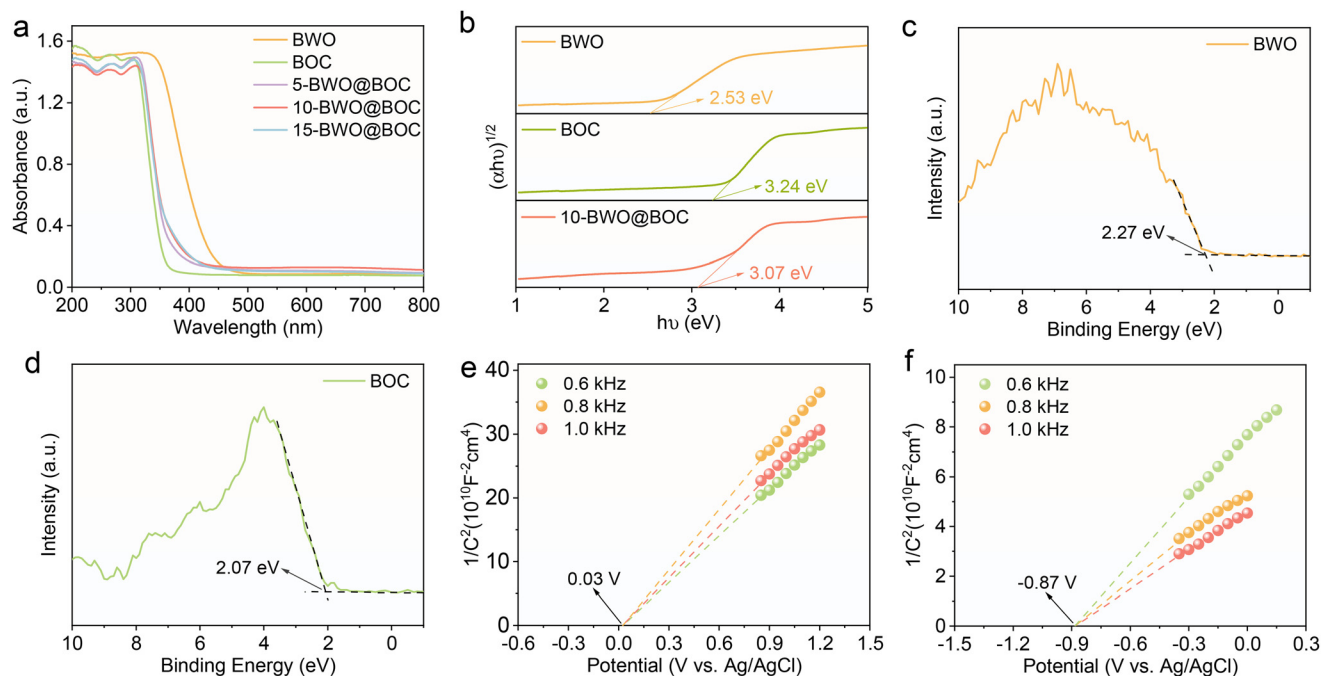 a
Absorbance (a.u.)
1.6
1.2
0.8
0.4
0.0
BWO
BOC
5-BWO@BOC
10-BWO@BOC
15-BWO@BOC
200 300 400 500 600 700 800
Wavelength (nm)
b
(αhυ)1/2
BWO
2.53 eV
BOC
3.24 eV
10-BWO@BOC
3.07 eV
1 2 3 4 5
hυ (eV)
c
Intensity (a.u.)
BWO
2.27 eV
10 8 6 4 2 0
Binding Energy (eV)
d
Intensity (a.u.)
BOC
2.07 eV
10 8 6 4 2 0
Binding Energy (eV)
e
1/C2(1010F-2cm4)
40
30
20
10
0
0.6 kHz
0.8 kHz
1.0 kHz
0.03 V
-0.6 -0.3 0.0 0.3 0.6 0.9 1.2 1.5
Potential (V vs. Ag/AgCl)
f
1/C2(1010F-2cm4)
10
8
6
4
2
0
0.6 kHz
0.8 kHz
1.0 kHz
-0.87 V
-1.5 -1.2 -0.9 -0.6 -0.3 0.0 0.3
Potential (V vs. Ag/AgCl)